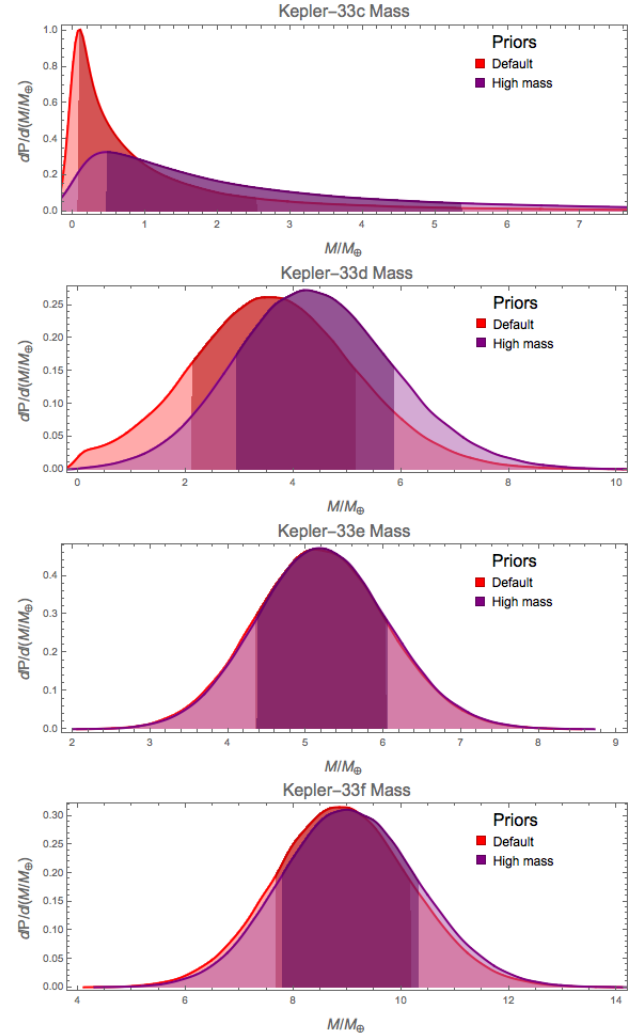 Kepler-33c Mass
Priors
Default
High mass
dP/d(M/M⊕)
1.0
0.8
0.6
0.4
0.2
0.0
0 1 2 3 4 5 6 7
M/M⊕
Kepler-33d Mass
Priors
Default
High mass
dP/d(M/M⊕)
0.25
0.20
0.15
0.10
0.05
0.00
0 2 4 6 8 10
M/M⊕
Kepler-33e Mass
Priors
Default
High mass
dP/d(M/M⊕)
0.4
0.3
0.2
0.1
0.0
2 3 4 5 6 7 8 9
M/M⊕
Kepler-33f Mass
Priors
Default
High mass
dP/d(M/M⊕)
0.30
0.25
0.20
0.15
0.10
0.05
0.00
4 6 8 10 12 14
M/M⊕